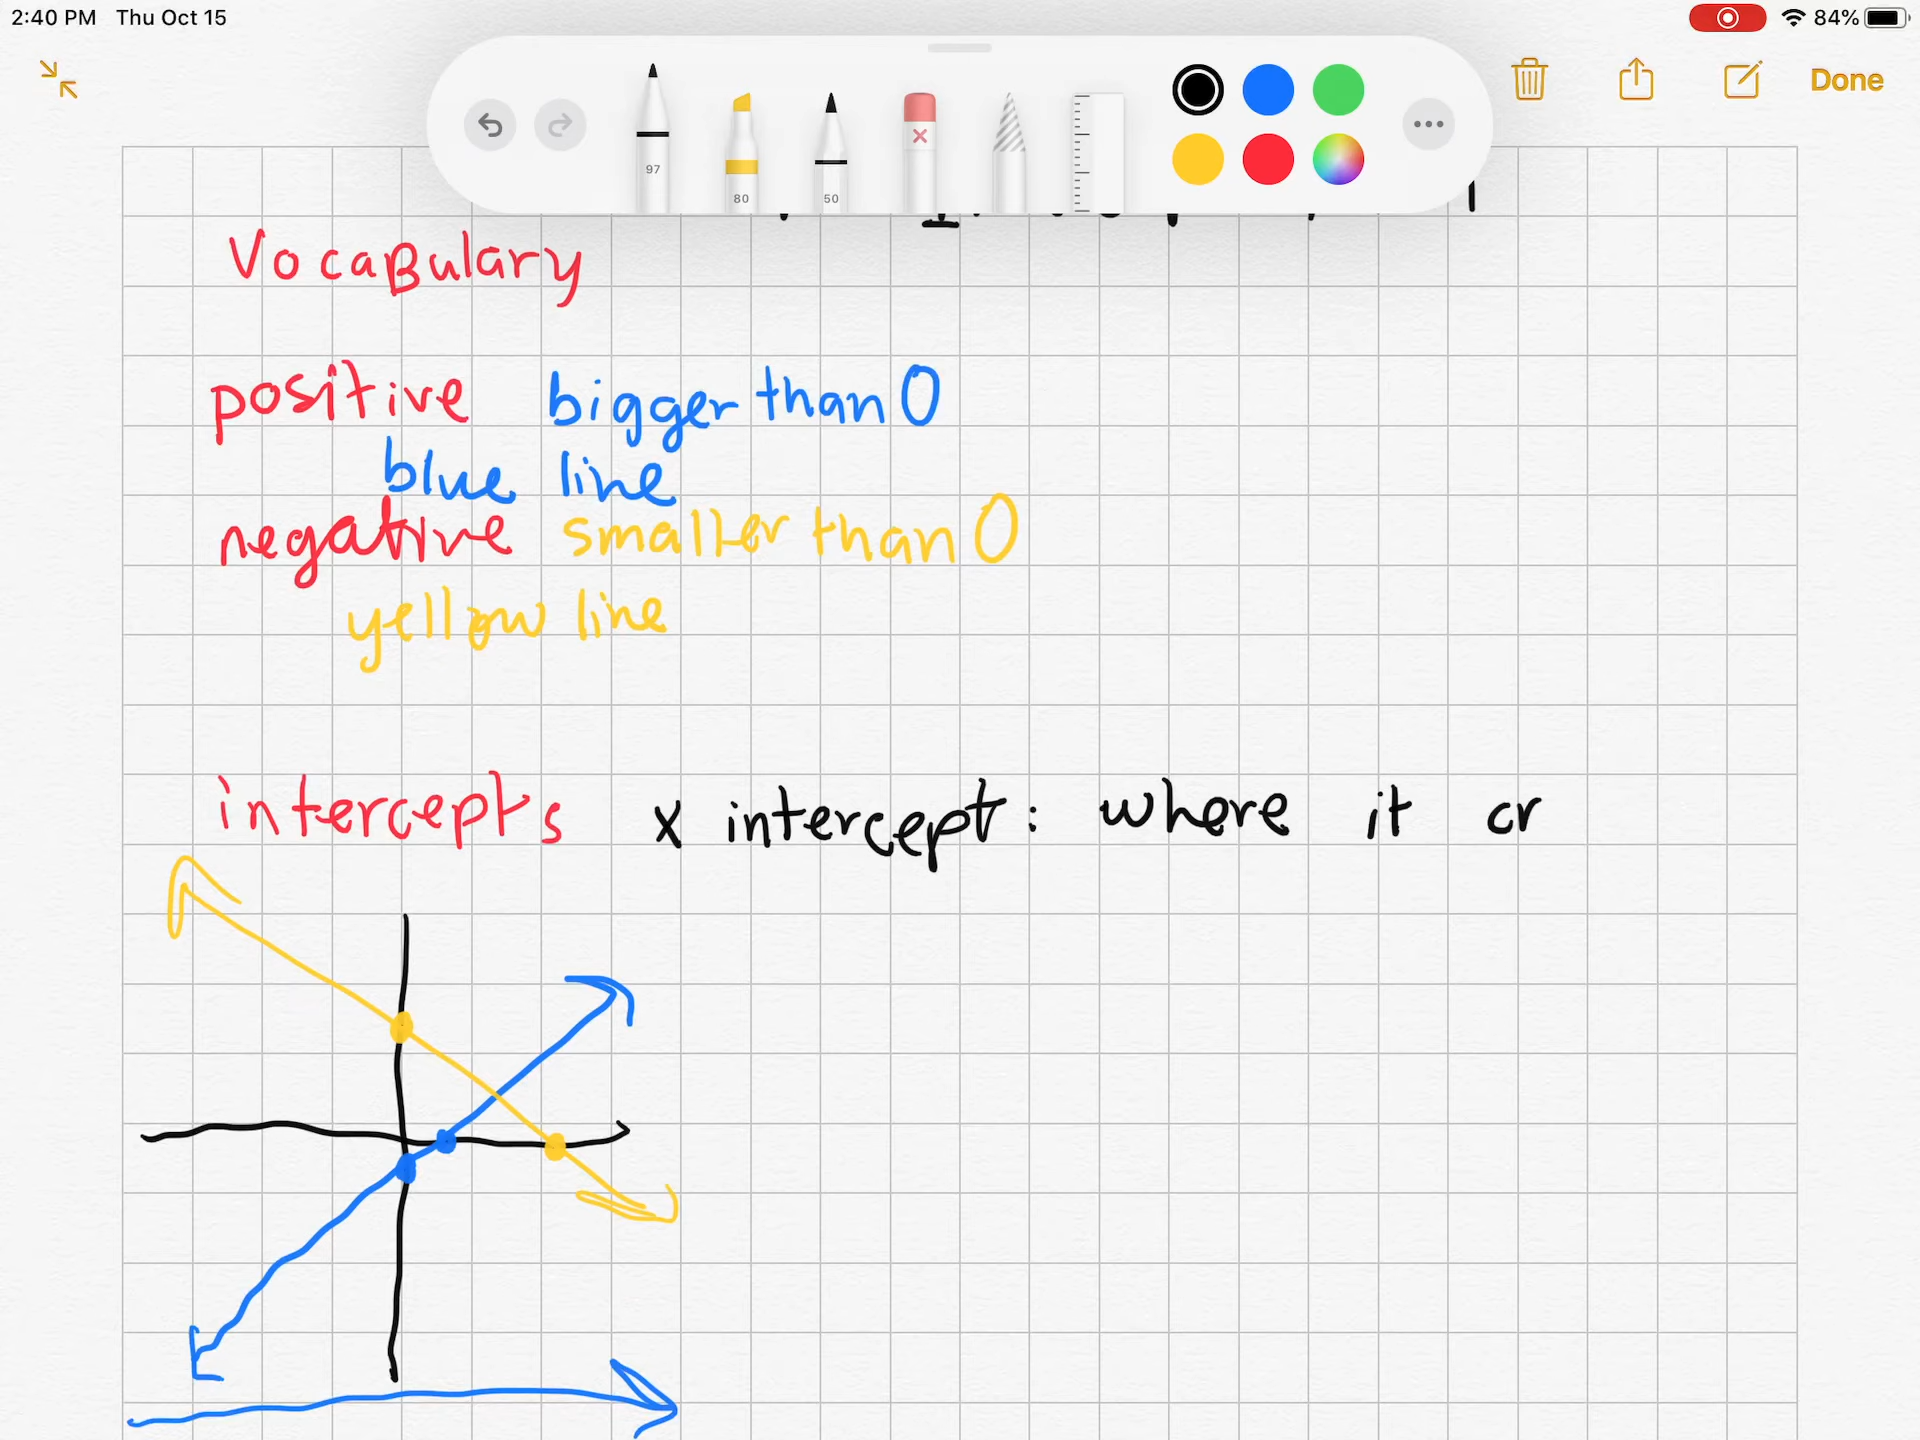 2:40 PM Thu Oct 15
84%
Done
97
80
50
VocaBulary
positive bigger than 0
blue line
negative smaller than 0
yellow line
intercepts x intercept: where it cr